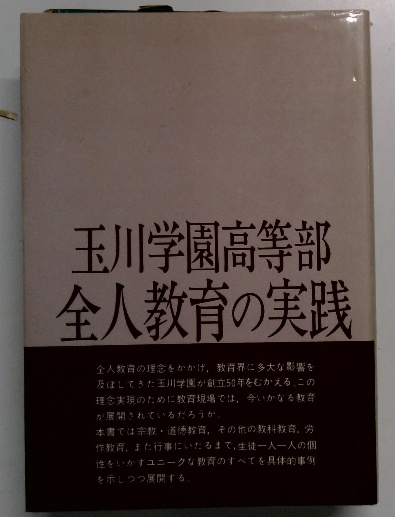 玉川学園高等部
全人教育の実践
全人教育の理念をかかげ，教育界に多大な影響を
及ぼしてきた玉川学園が創立50年をむかえる。この
理念実現のために教育現場では，今いかなる教育
が展開されているだろうか。
本書では宗教・道徳教育，その他の教科教育，労
作教育，また行事にいたるまで，生徒一人一人の個
性をいかすユニークな教育のすべてを具体的事例
を示しつつ展開する。